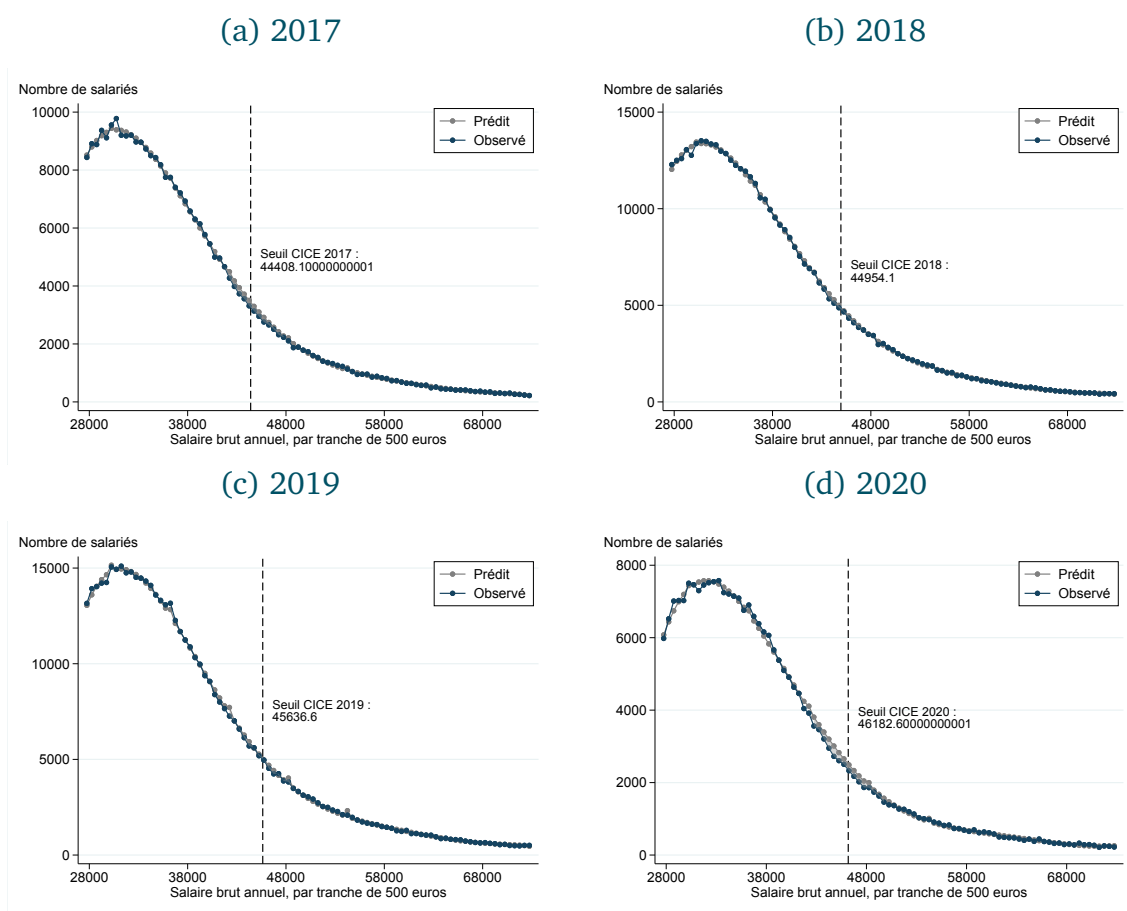 (a) 2017
Nombre de salariés
10000
8000
6000
4000
2000
0
Prédit
Observé
Seuil CICE 2017 :
44408.10000000001
28000 38000 48000 58000 68000
Salaire brut annuel, par tranche de 500 euros
(b) 2018
Nombre de salariés
15000
10000
5000
0
Prédit
Observé
Seuil CICE 2018 :
44954.1
28000 38000 48000 58000 68000
Salaire brut annuel, par tranche de 500 euros
(c) 2019
Nombre de salariés
15000
10000
5000
0
Prédit
Observé
Seuil CICE 2019 :
45636.6
28000 38000 48000 58000 68000
Salaire brut annuel, par tranche de 500 euros
(d) 2020
Nombre de salariés
8000
6000
4000
2000
0
Prédit
Observé
Seuil CICE 2020 :
46182.60000000001
28000 38000 48000 58000 68000
Salaire brut annuel, par tranche de 500 euros